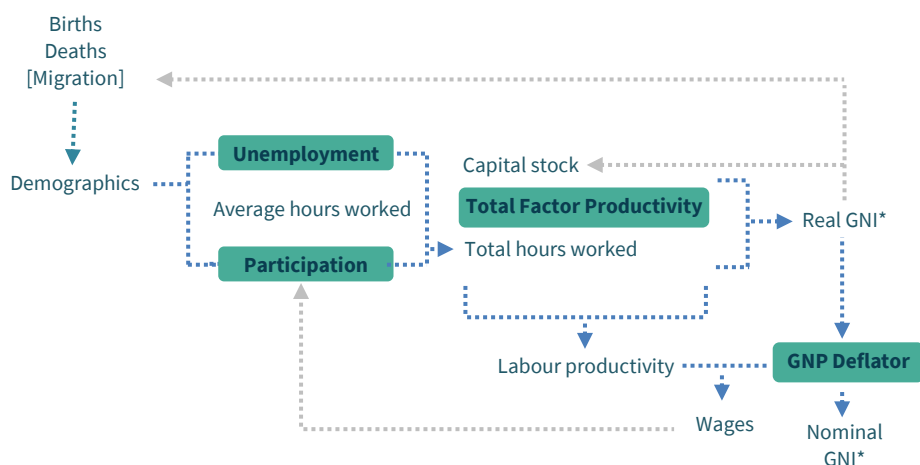 Births
Deaths
[Migration]
Demographics
Unemployment
Average hours worked
Participation
Capital stock
Total Factor Productivity
Total hours worked
Real GNI*
Labour productivity
GNP Deflator
Wages
Nominal
GNI*